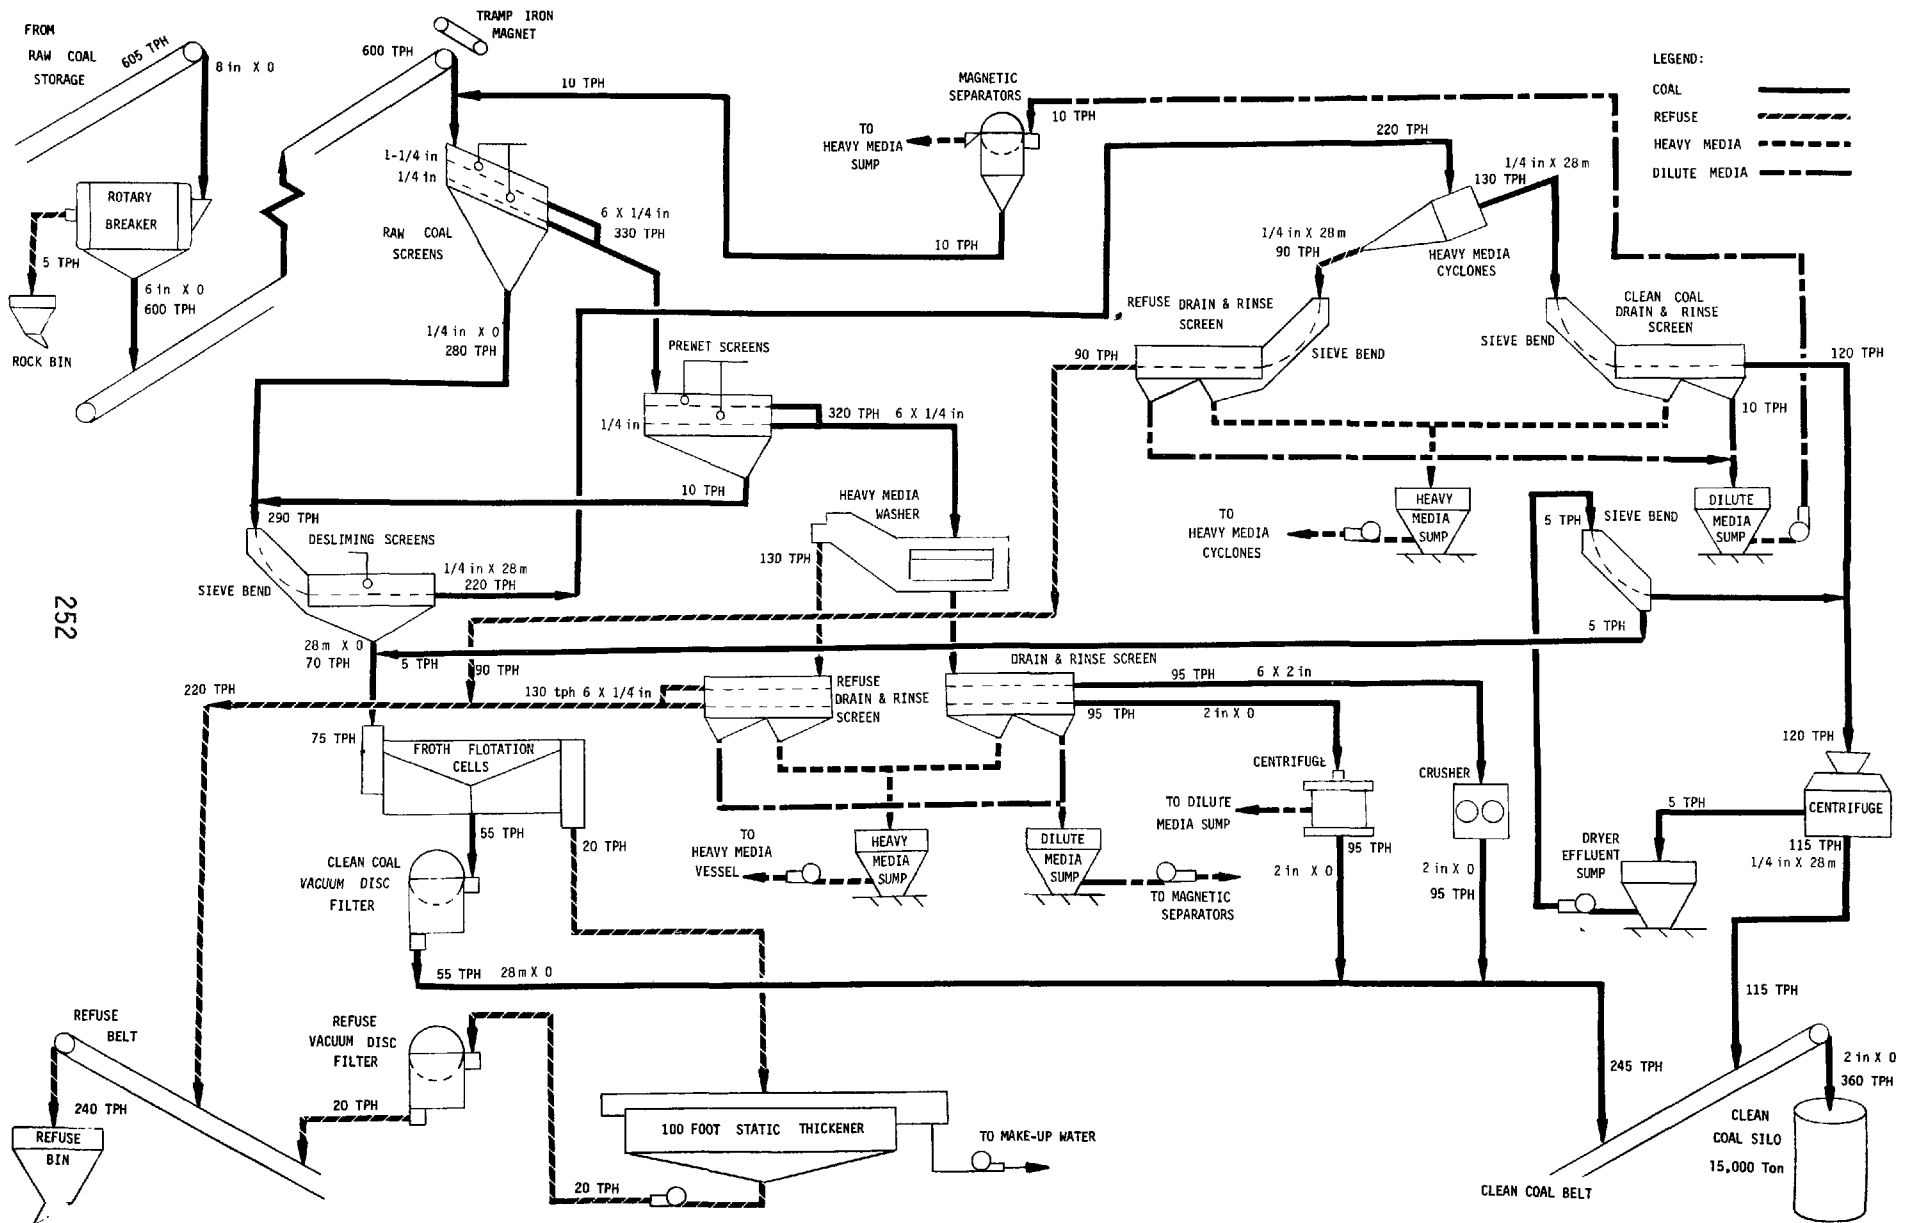 FROM
RAW COAL
STORAGE
605 TPH
8 in X 0
ROTARY
BREAKER
5 TPH
ROCK BIN
6 in X 0
600 TPH
600 TPH
TRAMP IRON
MAGNET
10 TPH
1-1/4 in
1/4 in
RAW COAL
SCREENS
6 X 1/4 in
330 TPH
1/4 in X 0
280 TPH
MAGNETIC
SEPARATORS
TO
HEAVY MEDIA
SUMP
10 TPH
10 TPH
220 TPH
1/4 in X 28 m
130 TPH
HEAVY MEDIA
CYCLONES
1/4 in X 28 m
90 TPH
LEGEND:
COAL
REFUSE
HEAVY MEDIA
DILUTE MEDIA
REFUSE DRAIN & RINSE
SCREEN
SIEVE BEND
90 TPH
CLEAN COAL
DRAIN & RINSE
SCREEN
SIEVE BEND
120 TPH
10 TPH
PREWET SCREENS
1/4 in
320 TPH 6 X 1/4 in
10 TPH
290 TPH
DESLIMING SCREENS
SIEVE BEND
1/4 in X 28 m
220 TPH
28 m X 0
70 TPH
HEAVY MEDIA
WASHER
130 TPH
TO
HEAVY MEDIA
CYCLONES
HEAVY
MEDIA
SUMP
DILUTE
MEDIA
SUMP
5 TPH
SIEVE BEND
5 TPH
252
5 TPH
90 TPH
220 TPH
130 tph 6 X 1/4 in
REFUSE
DRAIN & RINSE
SCREEN
DRAIN & RINSE SCREEN
95 TPH 6 X 2 in
95 TPH 2 in X 0
75 TPH
FROTH FLOTATION
CELLS
55 TPH
20 TPH
CLEAN COAL
VACUUM DISC
FILTER
TO
HEAVY MEDIA
VESSEL
HEAVY
MEDIA
SUMP
DILUTE
MEDIA
SUMP
TO MAGNETIC
SEPARATORS
CENTRIFUGE
TO DILUTE
MEDIA SUMP
95 TPH
2 in X 0
CRUSHER
2 in X 0
95 TPH
120 TPH
CENTRIFUGE
5 TPH
DRYER
EFFLUENT
SUMP
115 TPH
1/4 in X 28 m
55 TPH 28 m X 0
115 TPH
REFUSE
BELT
240 TPH
REFUSE
BIN
REFUSE
VACUUM DISC
FILTER
20 TPH
20 TPH
100 FOOT STATIC THICKENER
TO MAKE-UP WATER
245 TPH
CLEAN COAL BELT
2 in X 0
360 TPH
CLEAN
COAL SILO
15,000 Ton